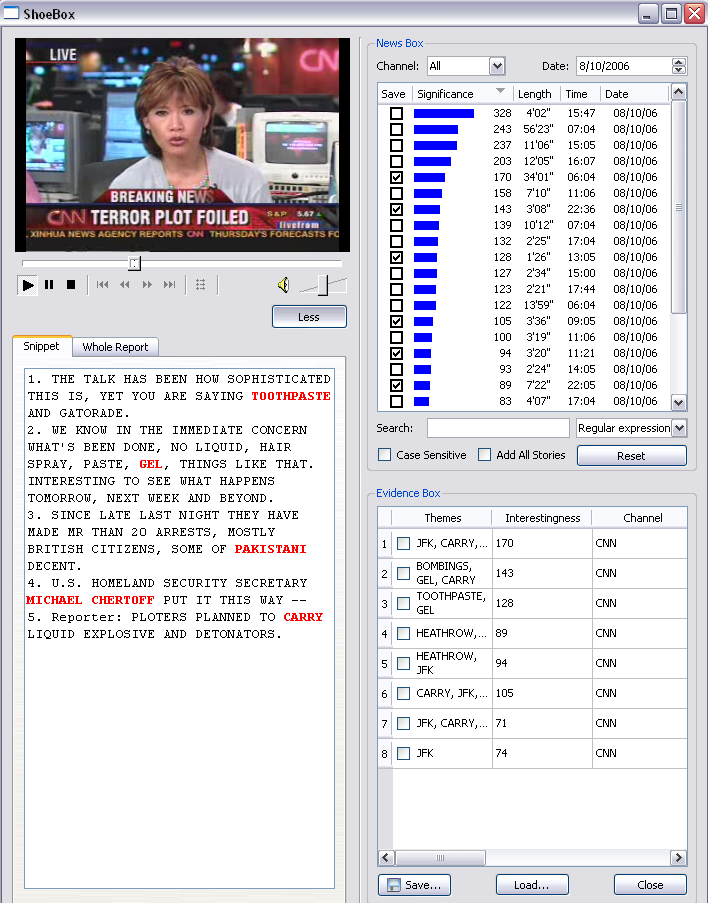 ShoeBox
LIVE
CN
BREAKING NEWS
CNN TERROR PLOT FOILED
S&P 5.67
livefrom
XINHUA NEWS AGENCY REPORTS CNN THURSDAY'S FORECASTS FO
Less
Snippet Whole Report
1. THE TALK HAS BEEN HOW SOPHISTICATED
THIS IS, YET YOU ARE SAYING TOOTHPASTE
AND GATORADE.
2. WE KNOW IN THE IMMEDIATE CONCERN
WHAT'S BEEN DONE, NO LIQUID, HAIR
SPRAY, PASTE, GEL, THINGS LIKE THAT.
INTERESTING TO SEE WHAT HAPPENS
TOMORROW, NEXT WEEK AND BEYOND.
3. SINCE LATE LAST NIGHT THEY HAVE
MADE MR THAN 20 ARRESTS, MOSTLY
BRITISH CITIZENS, SOME OF PAKISTANI
DECENT.
4. U.S. HOMELAND SECURITY SECRETARY
MICHAEL CHERTOFF PUT IT THIS WAY --
5. Reporter: PLOTERS PLANNED TO CARRY
LIQUID EXPLOSIVE AND DETONATORS.
News Box
Channel: All Date: 8/10/2006
Save Significance Length Time Date
328 4'02" 15:47 08/10/06
243 56'23" 07:04 08/10/06
237 11'06" 15:05 08/10/06
203 12'05" 16:07 08/10/06
170 34'01" 06:04 08/10/06
158 7'10" 11:06 08/10/06
143 3'08" 22:36 08/10/06
139 10'12" 07:04 08/10/06
132 2'25" 17:04 08/10/06
128 1'26" 13:05 08/10/06
127 2'34" 15:00 08/10/06
123 2'21" 17:44 08/10/06
122 13'59" 06:04 08/10/06
105 3'36" 09:05 08/10/06
100 3'19" 11:06 08/10/06
94 3'20" 11:21 08/10/06
93 2'24" 14:05 08/10/06
89 7'22" 22:05 08/10/06
83 4'07" 17:04 08/10/06
Search: Regular expression
Case Sensitive Add All Stories Reset
Evidence Box
Themes Interestingness Channel
1 JFK, CARRY,... 170 CNN
2 BOMBINGS, GEL, CARRY 143 CNN
3 TOOTHPASTE, GEL 128 CNN
4 HEATHROW,... 89 CNN
5 HEATHROW, JFK 94 CNN
6 CARRY, JFK,... 105 CNN
7 JFK, CARRY,... 71 CNN
8 JFK 74 CNN
Save... Load... Close